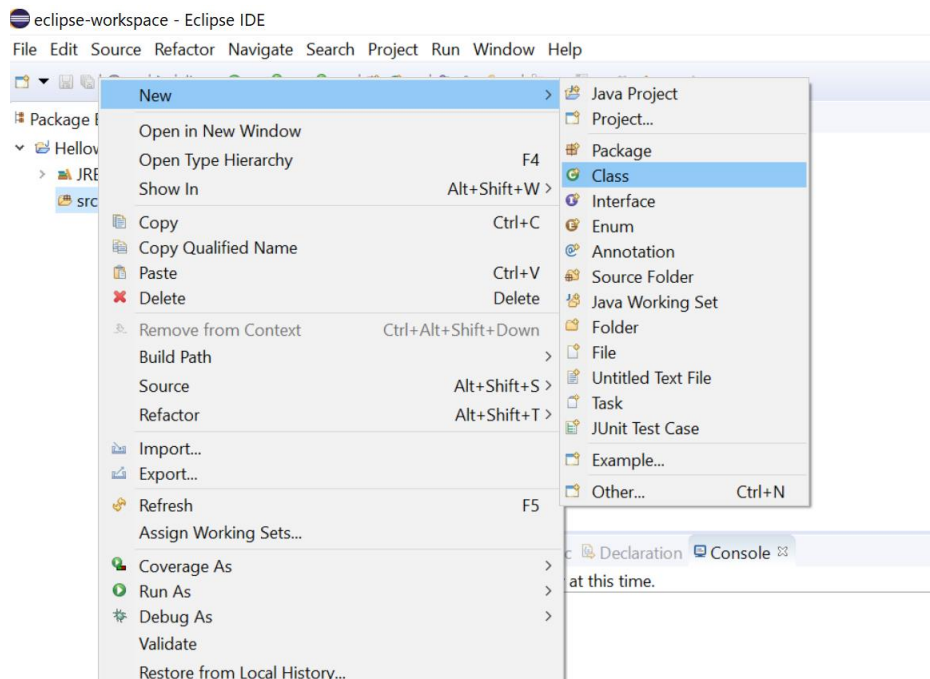 eclipse-workspace - Eclipse IDE
File Edit Source Refactor Navigate Search Project Run Window Help
Package
New
Java Project
Project...
Open in New Window
Open Type Hierarchy F4
Show In Alt+Shift+W
Copy Ctrl+C
Copy Qualified Name
Paste Ctrl+V
Delete Delete
Remove from Context Ctrl+Alt+Shift+Down
Build Path
Source Alt+Shift+S
Refactor Alt+Shift+T
Import...
Export...
Refresh F5
Assign Working Sets...
Coverage As
Run As
Debug As
Validate
Restore from Local History...
Package
Class
Interface
Enum
Annotation
Source Folder
Java Working Set
Folder
File
Untitled Text File
Task
JUnit Test Case
Example...
Other... Ctrl+N
src
Declaration Console
at this time.